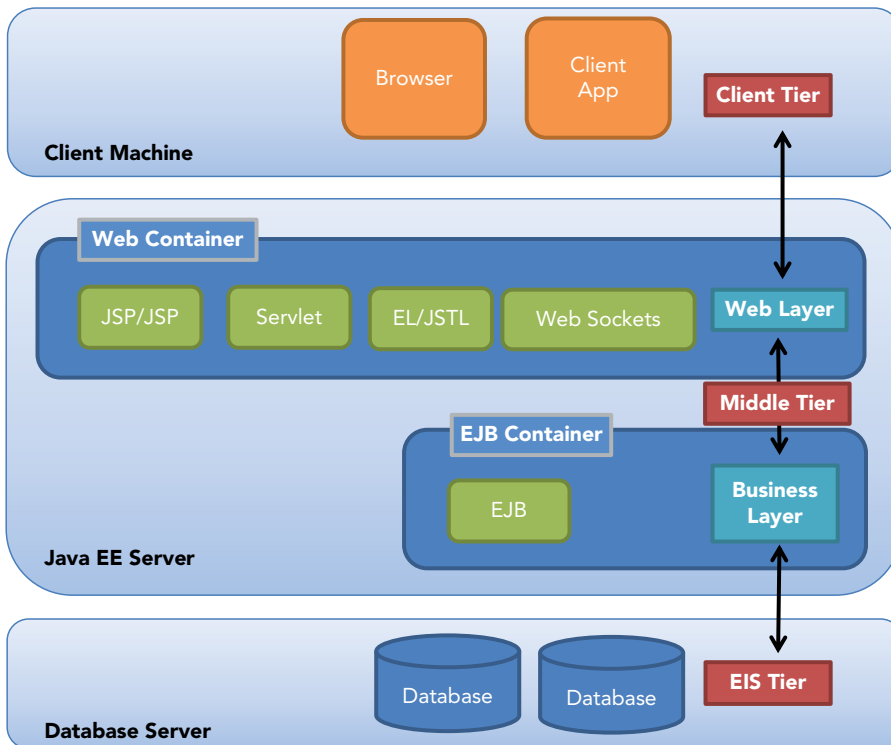 Browser
Client
App
Client Tier
Client Machine
Web Container
JSP/JSP
Servlet
EL/JSTL
Web Sockets
Web Layer
Middle Tier
EJB Container
EJB
Business
Layer
Java EE Server
Database
Database
EIS Tier
Database Server